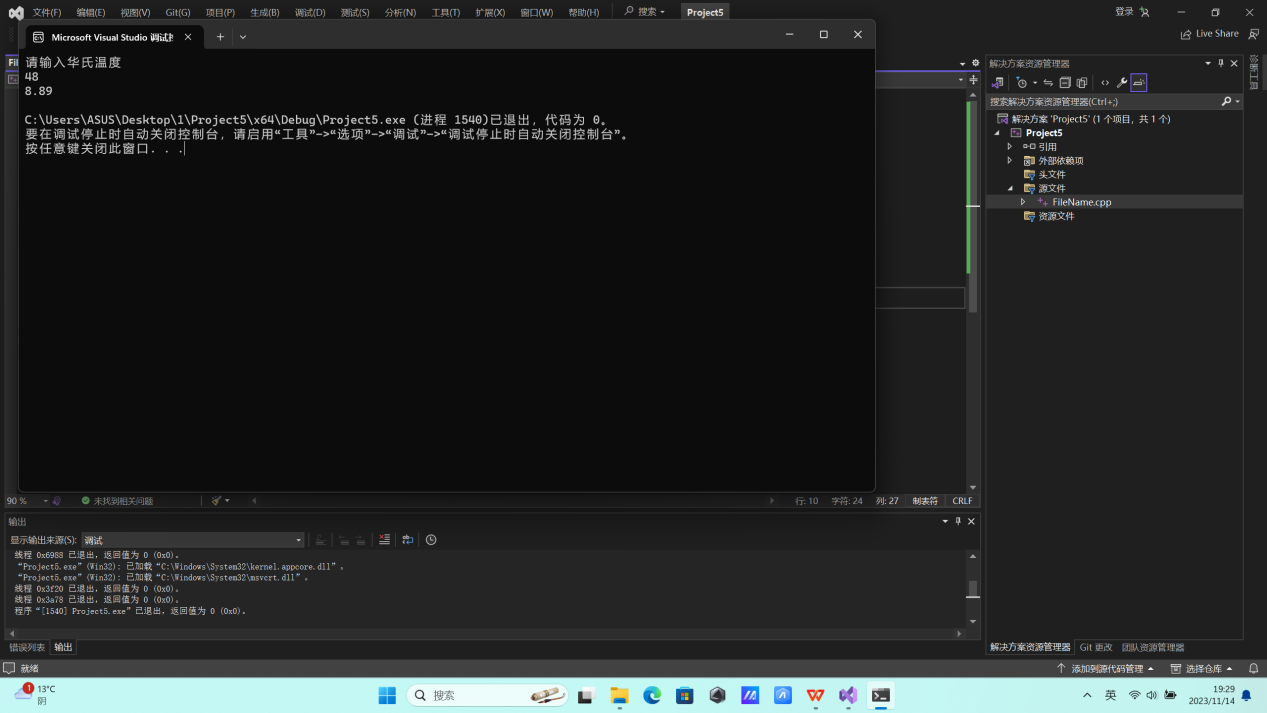 文件(F) 编辑(E) 视图(V) Git(G) 项目(P) 生成(B) 调试(D) 测试(S) 分析(N) 工具(T) 扩展(X) 窗口(W) 帮助(H) 搜索 Project5 登录
Live Share
Microsoft Visual Studio 调试
Fil
请输入华氏温度
48
8.89
C:\Users\ASUS\Desktop\1\Project5\x64\Debug\Project5.exe (进程 1540)已退出，代码为 0。
要在调试停止时自动关闭控制台，请启用“工具”->“选项”->“调试”->“调试停止时自动关闭控制台”。
按任意键关闭此窗口. . .
解决方案资源管理器
搜索解决方案资源管理器(Ctrl+;)
解决方案 'Project5' (1 个项目，共 1 个)
Project5
引用
外部依赖项
头文件
源文件
FileName.cpp
资源文件
诊断工具
90 % 未找到相关问题 行: 10 字符: 24 列: 27 制表符 CRLF
输出
显示输出来源(S): 调试
线程 0x6988 已退出，返回值为 0 (0x0)。
“Project5.exe”(Win32): 已加载“C:\Windows\System32\kernel.appcore.dll”。
“Project5.exe”(Win32): 已加载“C:\Windows\System32\msvcrt.dll”。
线程 0x3f20 已退出，返回值为 0 (0x0)。
线程 0x3a78 已退出，返回值为 0 (0x0)。
程序“[1540] Project5.exe”已退出，返回值为 0 (0x0)。
错误列表 输出
解决方案资源管理器 Git 更改 团队资源管理器
就绪 添加到源代码管理 选择仓库
1 13°C
阴
搜索
英
19:29
2023/11/14